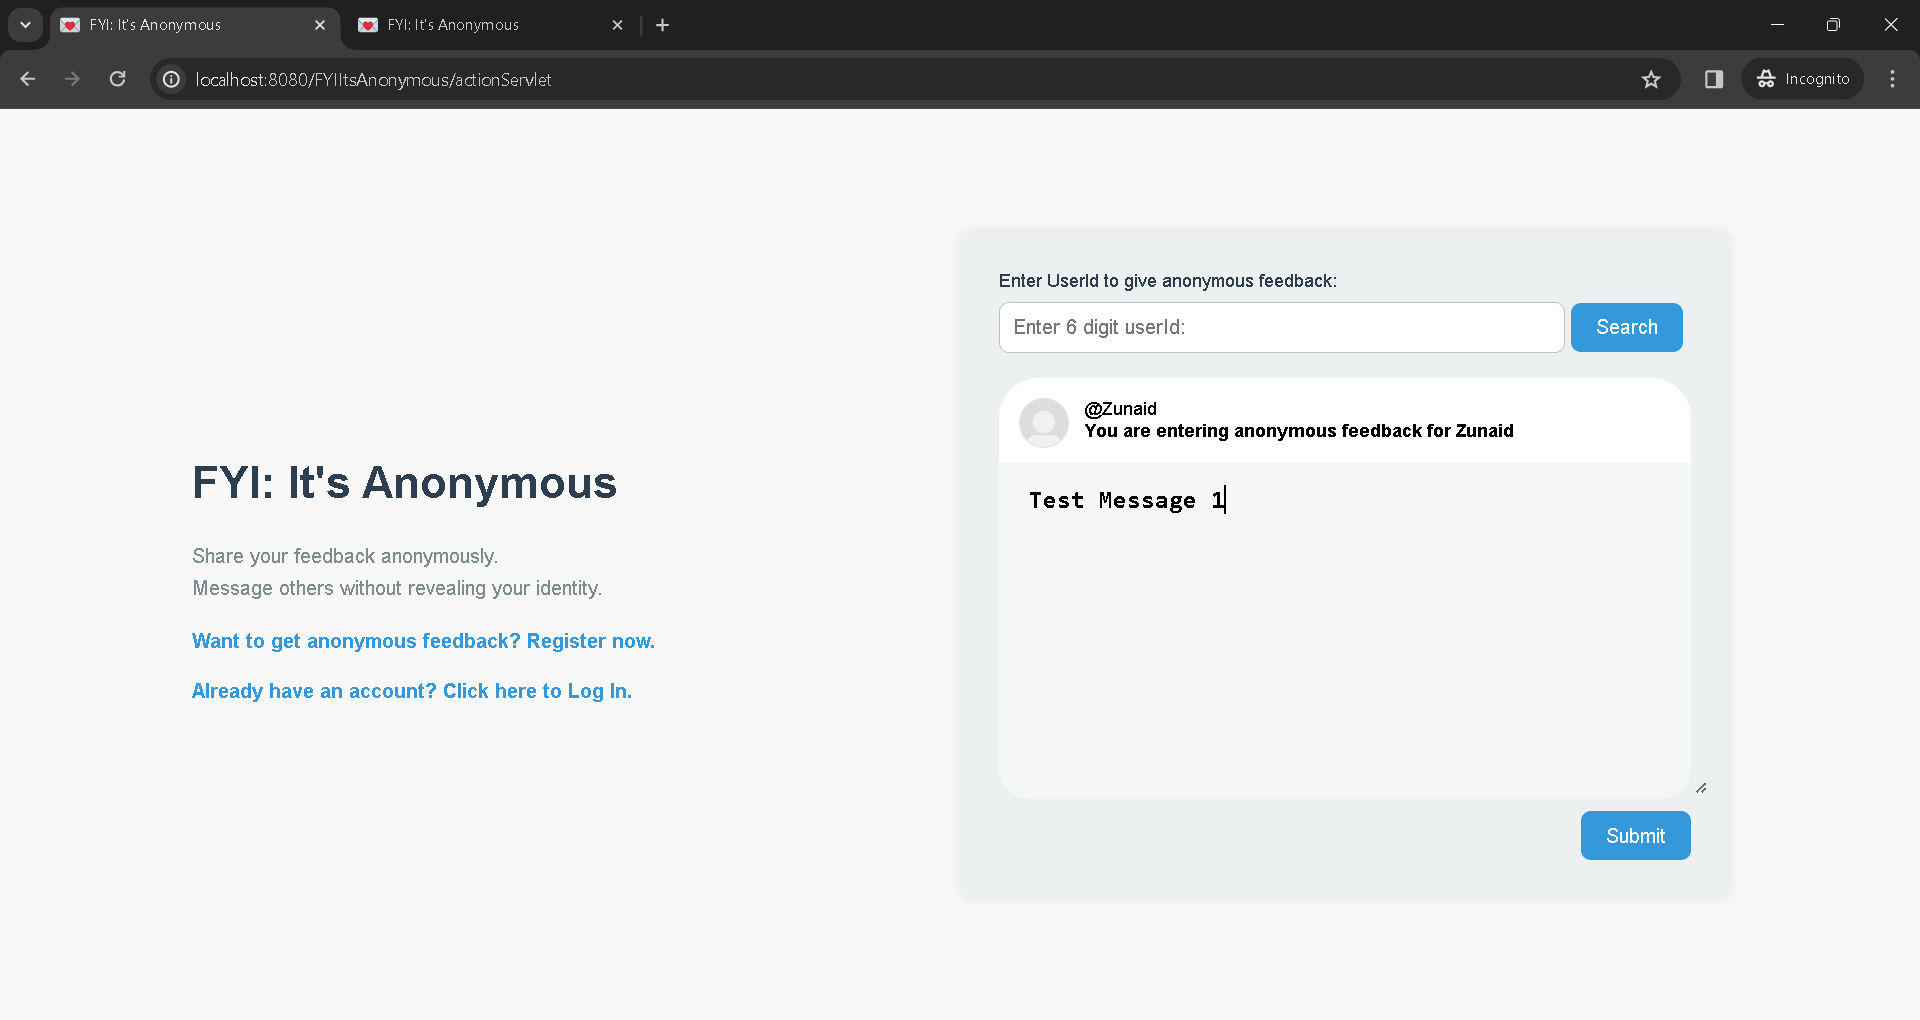 FYI: It's Anonymous
FYI: It's Anonymous
localhost:8080/FYIItsAnonymous/actionServlet
Incognito
FYI: It's Anonymous
Share your feedback anonymously.
Message others without revealing your identity.
Want to get anonymous feedback? Register now.
Already have an account? Click here to Log In.
Enter UserId to give anonymous feedback:
Enter 6 digit userId:
Search
@Zunaid
You are entering anonymous feedback for Zunaid
Test Message 1
Submit